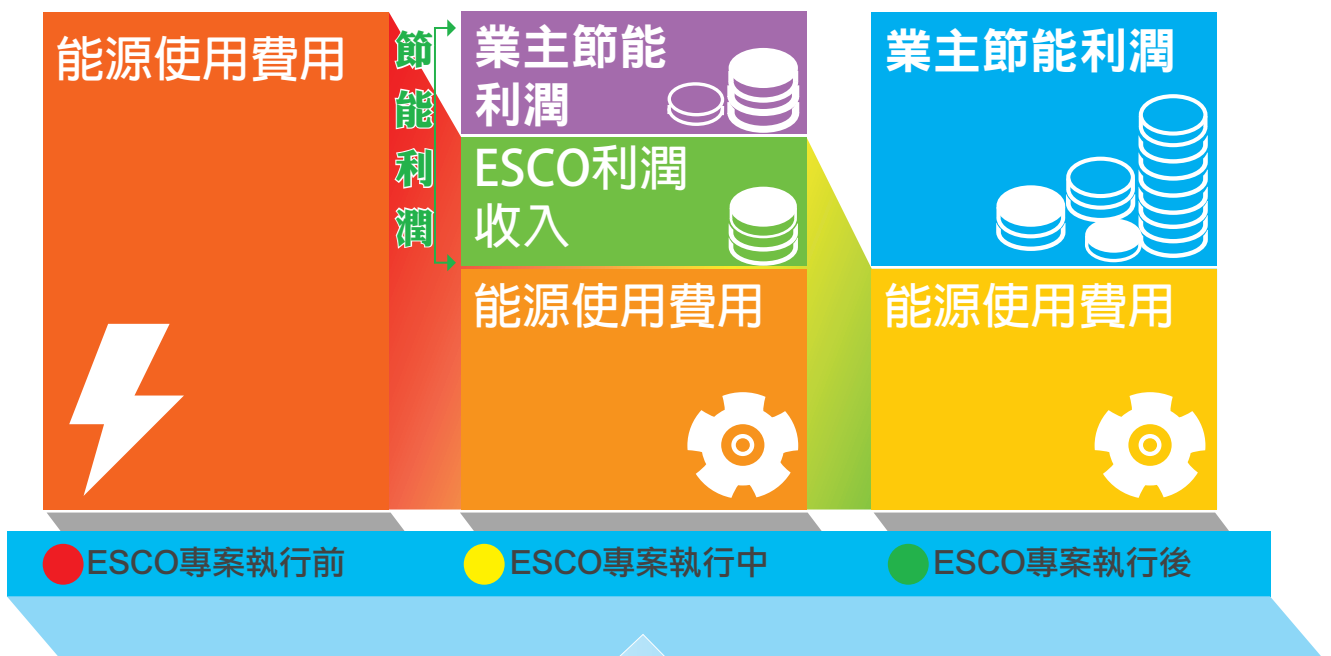 能源使用費用
節能利潤
業主節能
利潤
ESCO利潤
收入
能源使用費用
業主節能利潤
能源使用費用
ESCO專案執行前
ESCO專案執行中
ESCO專案執行後